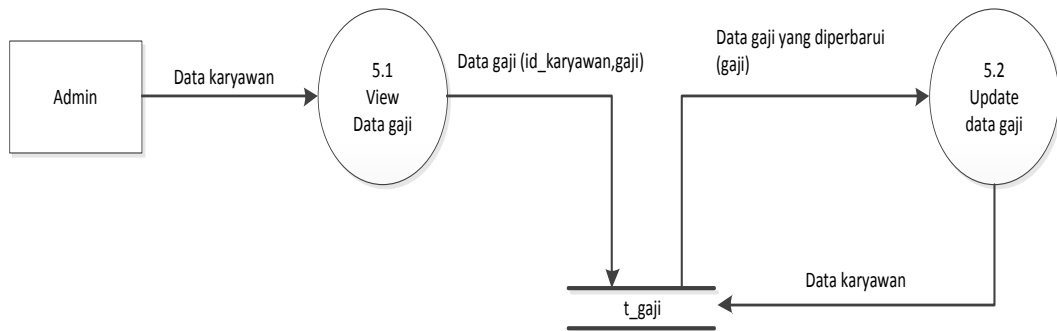 Admin
Data karyawan
5.1
View
Data gaji
Data gaji (id_karyawan,gaji)
Data gaji yang diperbarui
(gaji)
5.2
Update
data gaji
Data karyawan
t_gaji